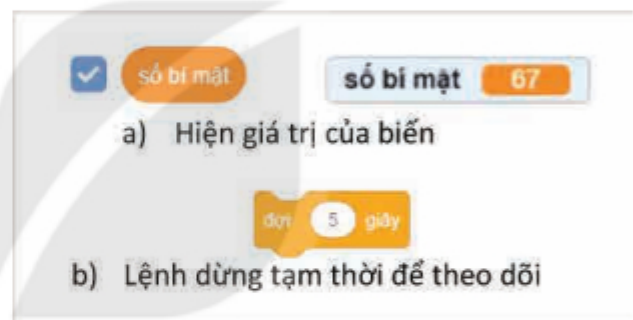 số bí mật số bí mật 67
a) Hiện giá trị của biến
đợi 5 giây
b) Lệnh dừng tạm thời để theo dõi